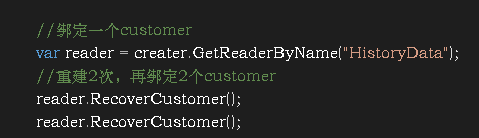 //绑定一个customer
var reader = creater.GetReaderByName("HistoryData");
//重建2次，再绑定2个customer
reader.RecoverCustomer();
reader.RecoverCustomer();